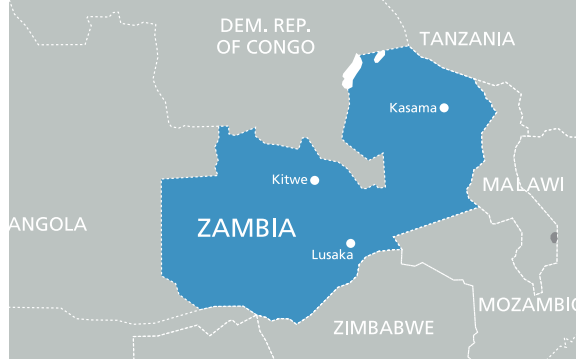 DEM. REP.
OF CONGO
TANZANIA
Kasama
Kitwe
MALAWI
ANGOLA
ZAMBIA
Lusaka
MOZAMBIC
ZIMBABWE